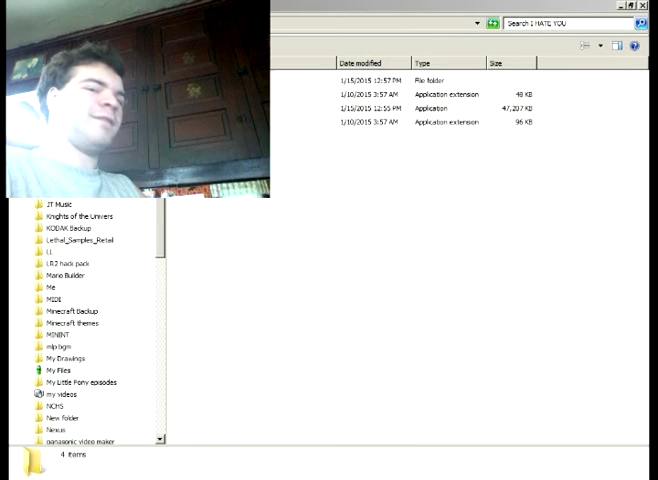 Search I HATE YOU
Date modified Type Size
1/15/2015 12:57 PM File folder
1/10/2015 3:57 AM Application extension 48 KB
1/15/2015 12:55 PM Application 47,207 KB
1/10/2015 3:57 AM Application extension 96 KB
JT Music
Knights of the Univers
KODAK Backup
Lethal_Samples_Retail
LL
LR2 hack pack
Mario Builder
Me
MIDI
Minecraft Backup
Minecraft themes
MININT
mlp bgm
My Drawings
My Files
My Little Pony episodes
my videos
NCHS
New folder
Nexus
panasonic video maker
4 items